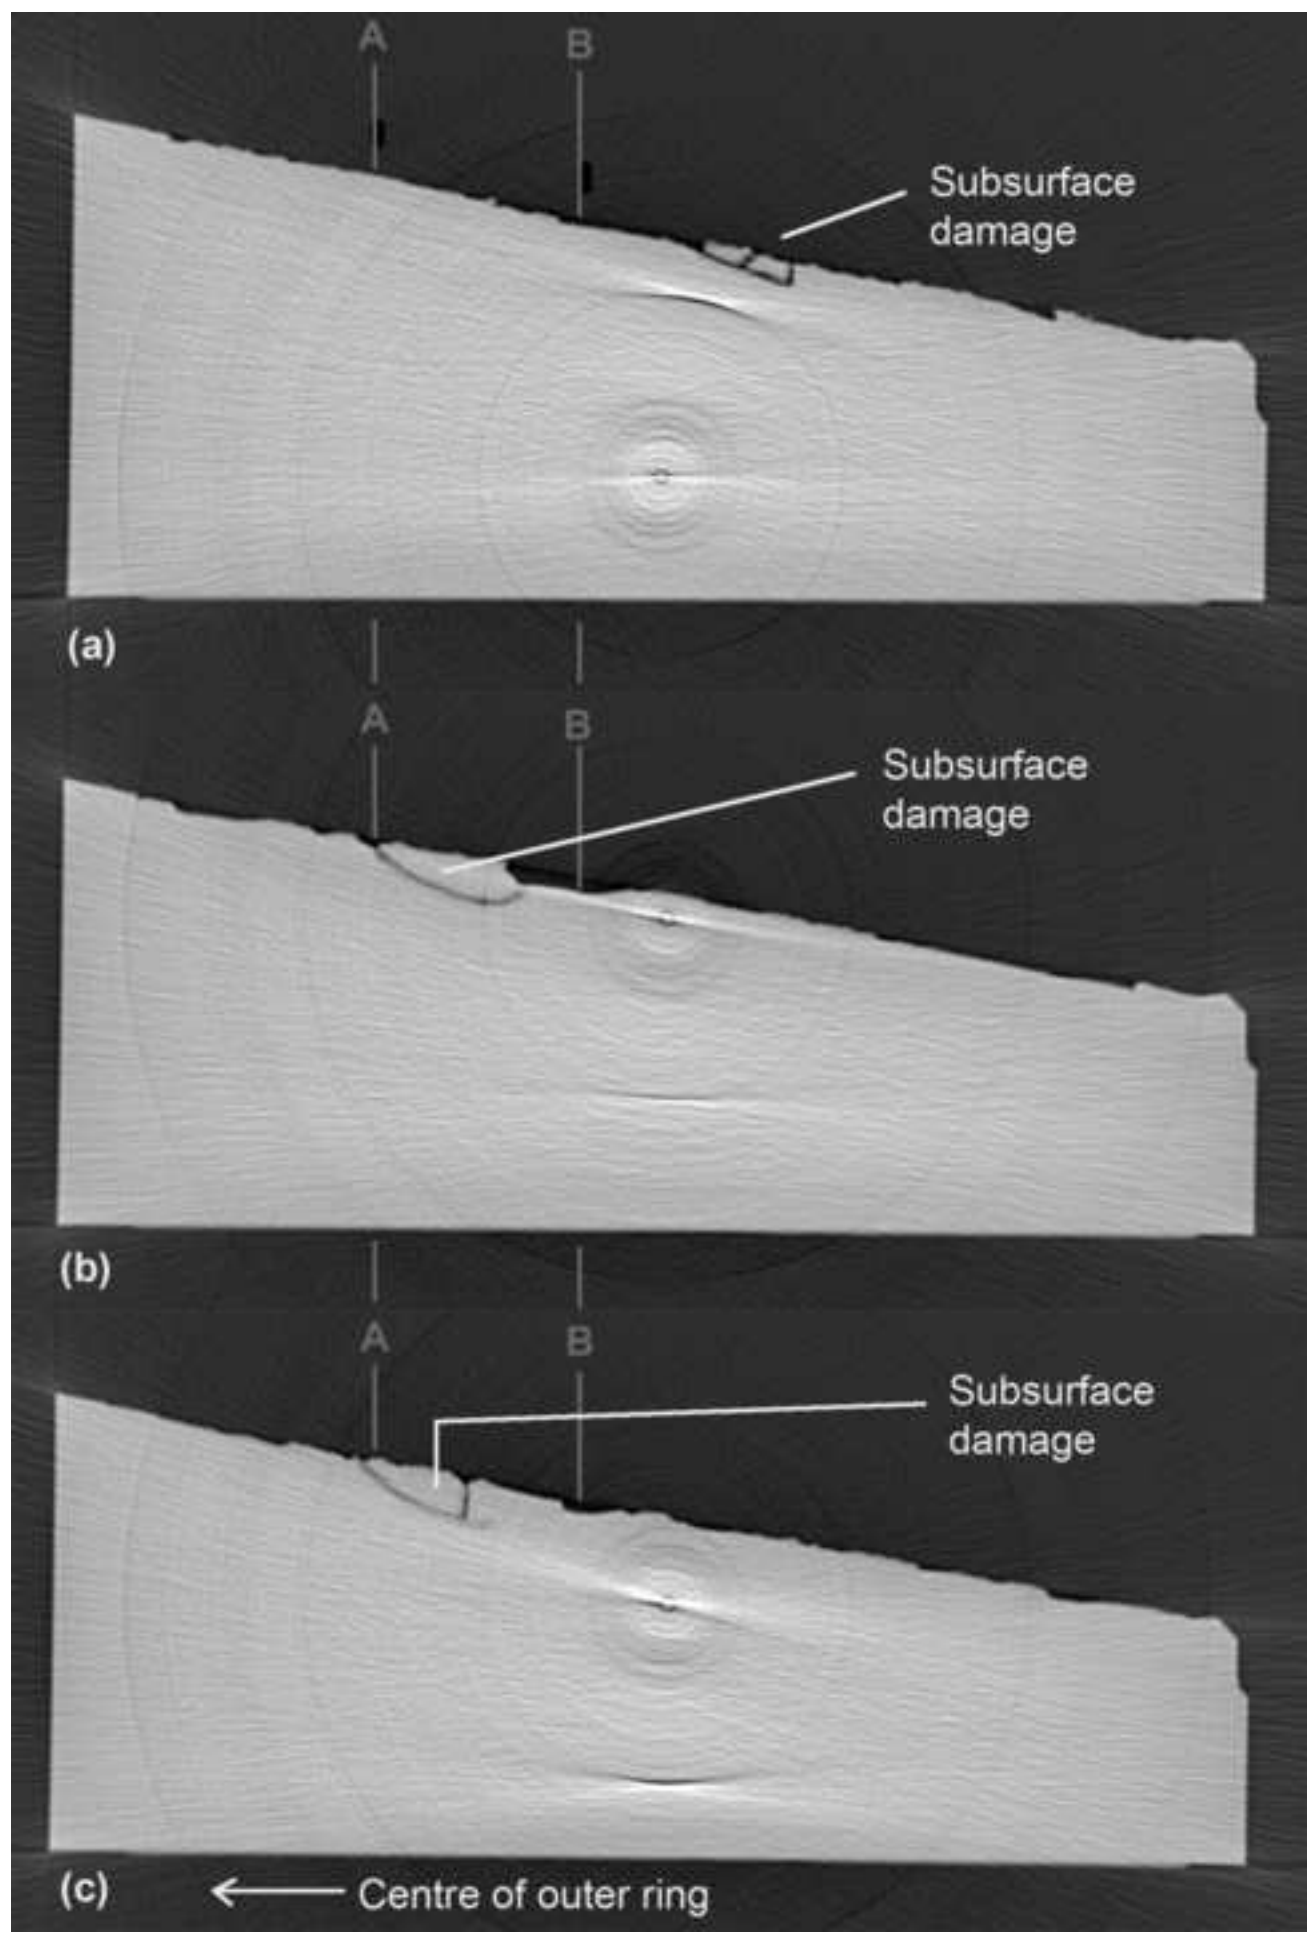 A
B
Subsurface
damage
(a)
A
B
Subsurface
damage
(b)
A
B
Subsurface
damage
(c)
Centre of outer ring